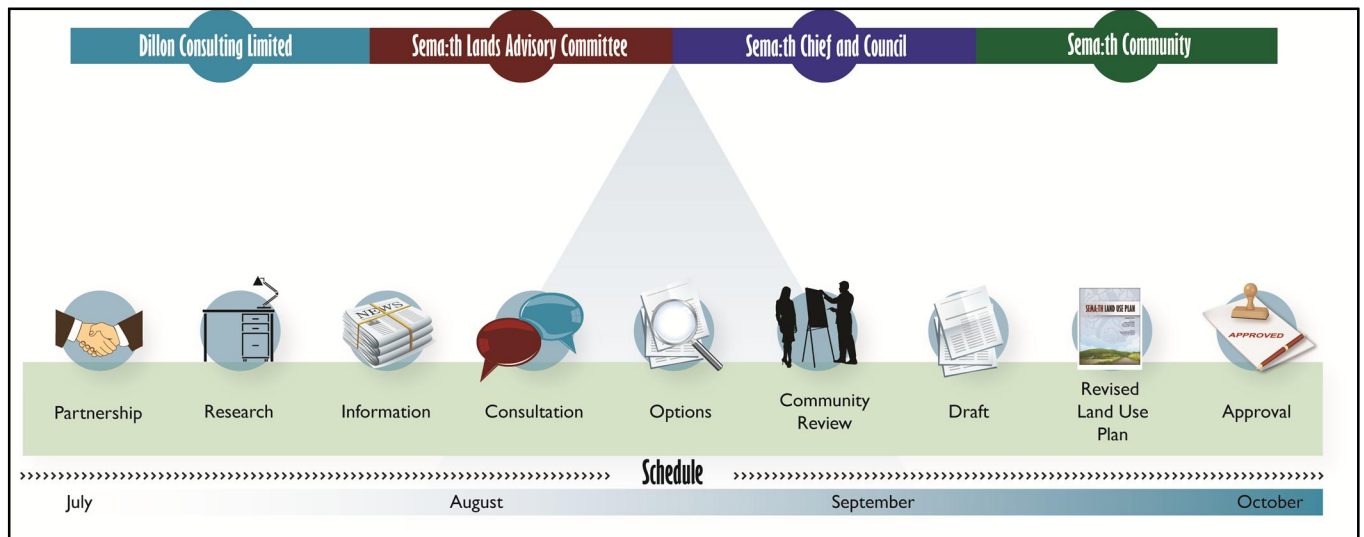 Dillon Consulting Limited
Sema:th Lands Advisory Committee
Sema:th Chief and Council
Sema:th Community
NEWS
SEMA:TH LAND USE PLAN
APPROVED
Partnership
Research
Information
Consultation
Options
Community
Review
Draft
Revised
Land Use
Plan
Approval
Schedule
July
August
September
October